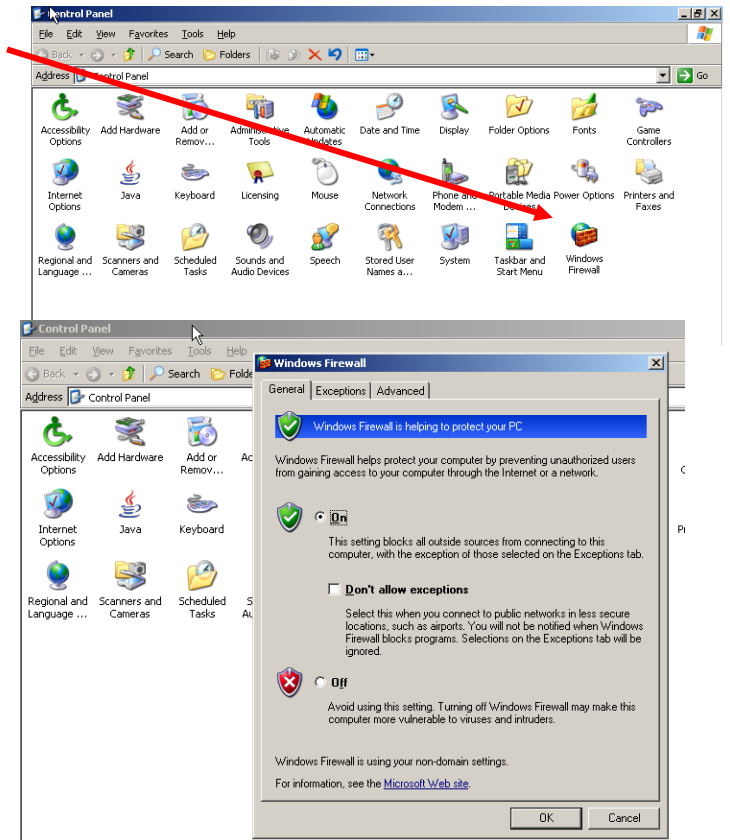 Control Panel
File Edit View Favorites Tools Help
Back Search Folders
Address Control Panel Go
Accessibility Options
Add Hardware
Add or Remov...
Administrative Tools
Automatic Updates
Date and Time
Display
Folder Options
Fonts
Game Controllers
Internet Options
Java
Keyboard
Licensing
Mouse
Network Connections
Phone and Modem ...
Portable Media Devices
Power Options
Printers and Faxes
Regional and Language ...
Scanners and Cameras
Scheduled Tasks
Sounds and Audio Devices
Speech
Stored User Names a...
System
Taskbar and Start Menu
Windows Firewall
Control Panel
File Edit View Favorites Tools Help
Back Search Folde
Address Control Panel
Accessibility Options
Add Hardware
Add or Remov...
Ac
Internet Options
Java
Keyboard
Regional and Language ...
Scanners and Cameras
Scheduled Tasks
S
Au
Windows Firewall
General Exceptions Advanced
Windows Firewall is helping to protect your PC
Windows Firewall helps protect your computer by preventing unauthorized users
from gaining access to your computer through the Internet or a network.
On
This setting blocks all outside sources from connecting to this
computer, with the exception of those selected on the Exceptions tab.
Don't allow exceptions
Select this when you connect to public networks in less secure
locations, such as airports. You will not be notified when Windows
Firewall blocks programs. Selections on the Exceptions tab will be
ignored.
Off
Avoid using this setting. Turning off Windows Firewall may make this
computer more vulnerable to viruses and intruders.
Windows Firewall is using your non-domain settings.
For information, see the Microsoft Web site.
OK Cancel
Pr